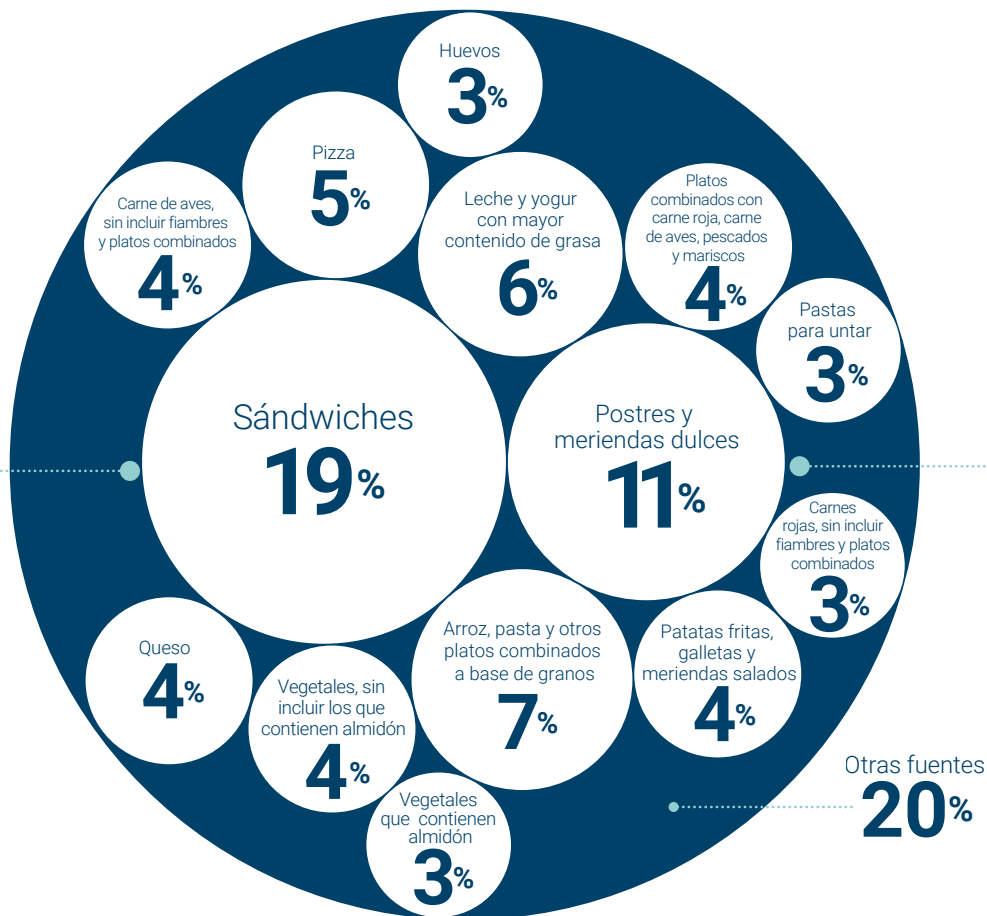 Huevos
3%
Pizza
5%
Carne de aves,
sin incluir fiambres
y platos combinados
4%
Leche y yogur
con mayor
contenido de grasa
6%
Platos
combinados con
carne roja, carne
de aves, pescados
y mariscos
4%
Pastas
para untar
3%
Sándwiches
19%
Postres y
meriendas dulces
11%
Carnes
rojas, sin incluir
fiambres y platos
combinados
3%
Queso
4%
Vegetales, sin
incluir los que
contienen almidón
4%
Arroz, pasta y otros
platos combinados
a base de granos
7%
Patatas fritas,
galletas y
meriendas salados
4%
Vegetales
que contienen
almidón
3%
Otras fuentes
20%